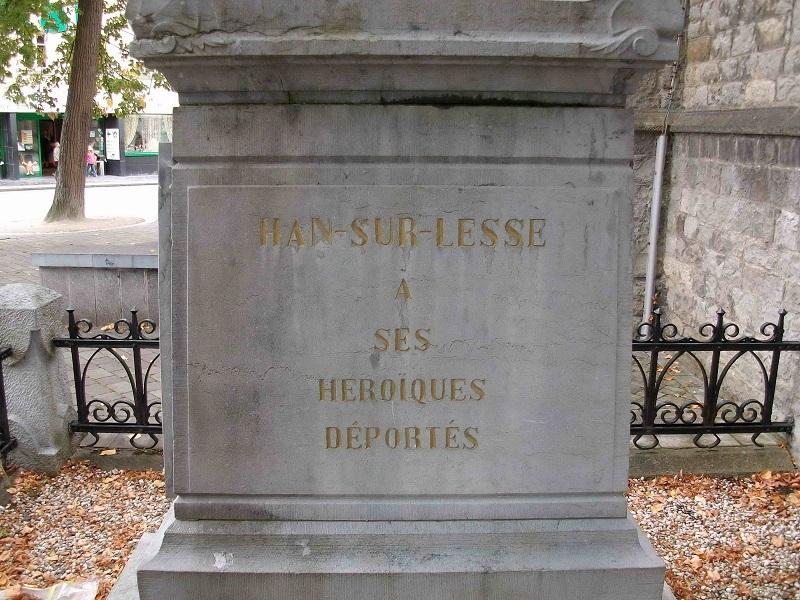 HAN-SUR-LESSE
A
SES
HEROÏQUES
DÉPORTÉS